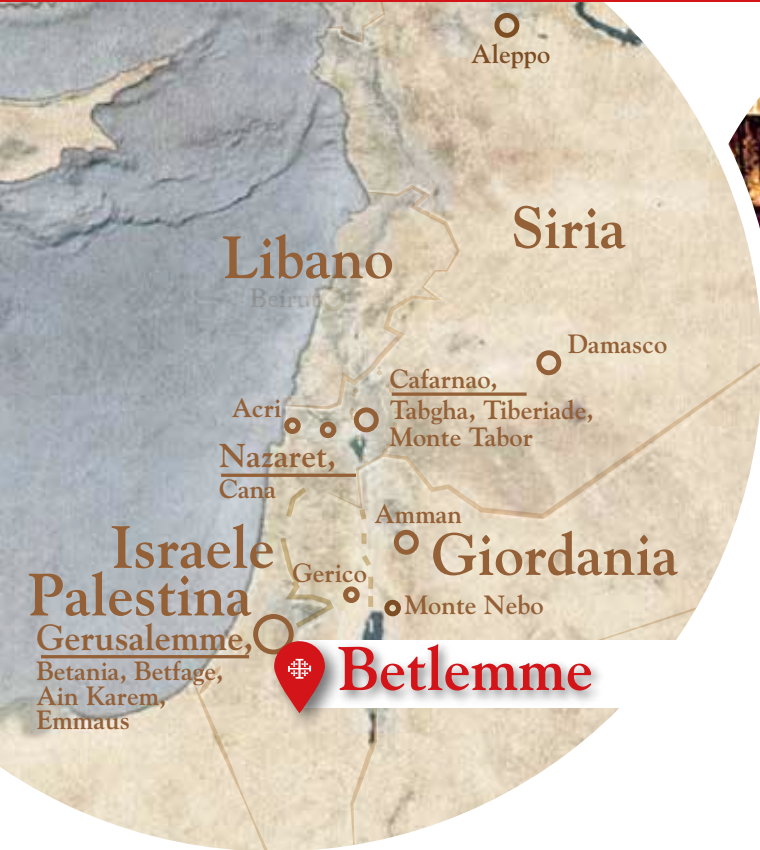 Aleppo
Siria
Libano
Beirut
Damasco
Cafarnao,
Tabgha, Tiberiade,
Monte Tabor
Acri
Nazaret,
Cana
Amman
Israele
Giordania
Gerico
Palestina
Monte Nebo
Gerusalemme,
Betania, Betfage,
Ain Karem,
Emmaus
Betlemme